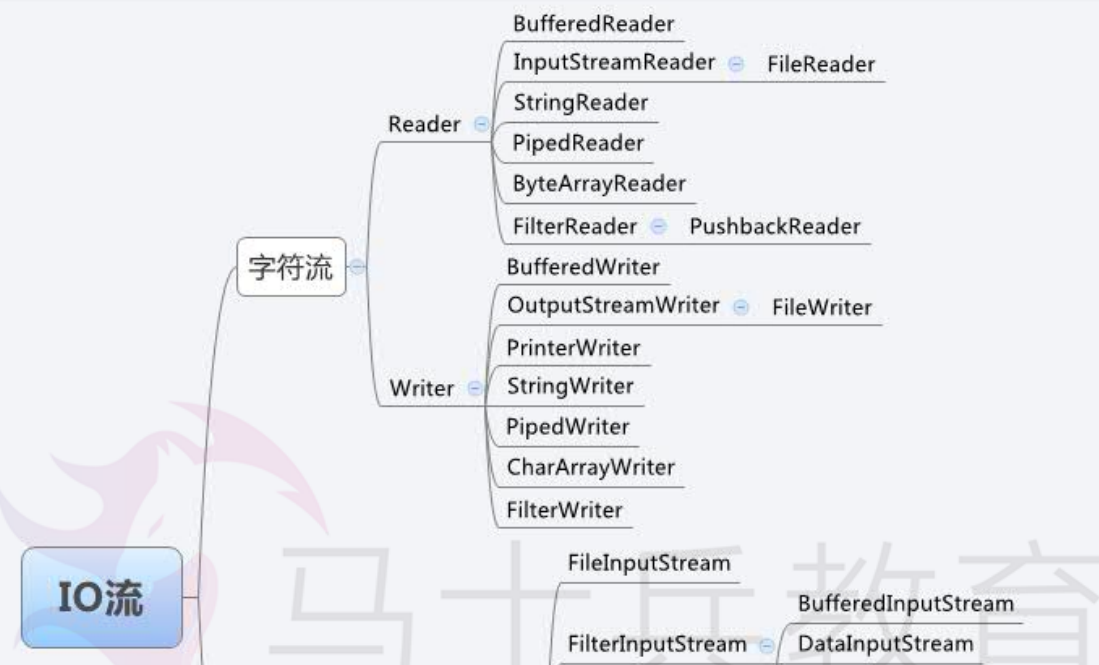 BufferedReader
InputStreamReader FileReader
StringReader
Reader
PipedReader
ByteArrayReader
FilterReader PushbackReader
字符流
BufferedWriter
OutputStreamWriter FileWriter
PrinterWriter
Writer
StringWriter
PipedWriter
CharArrayWriter
FilterWriter
IO流
FileInputStream
BufferedInputStream
FilterInputStream
DataInputStream
马士兵教育